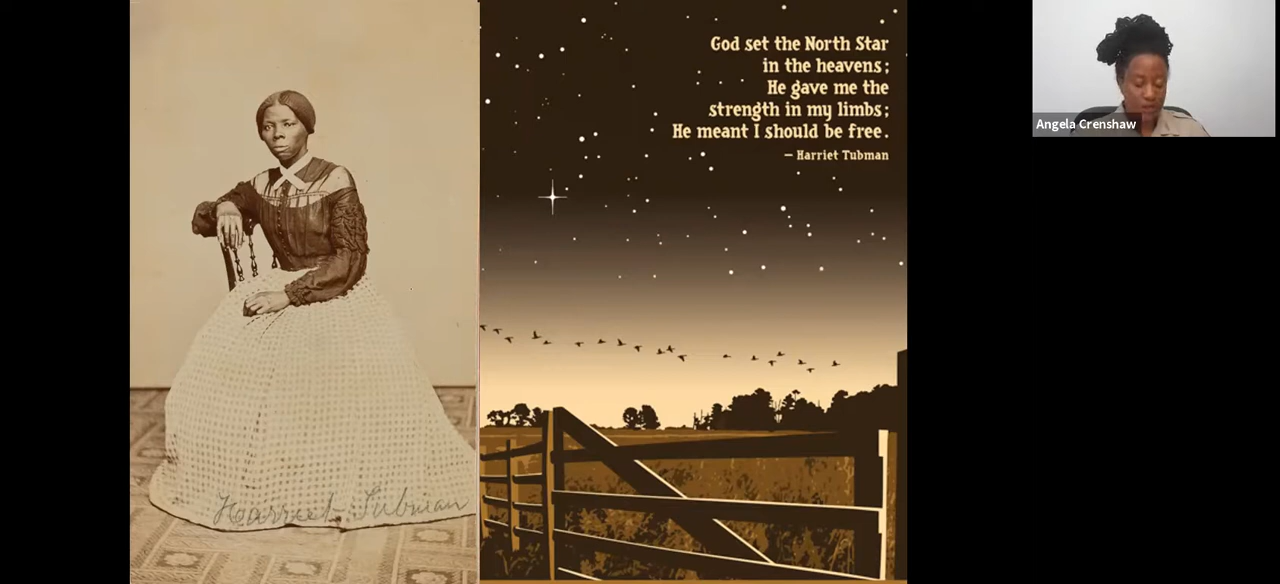 God set the North Star
in the heavens;
He gave me the
strength in my limbs;
He meant I should be free.
— Harriet Tubman
Harriet Tubman
Angela Crenshaw